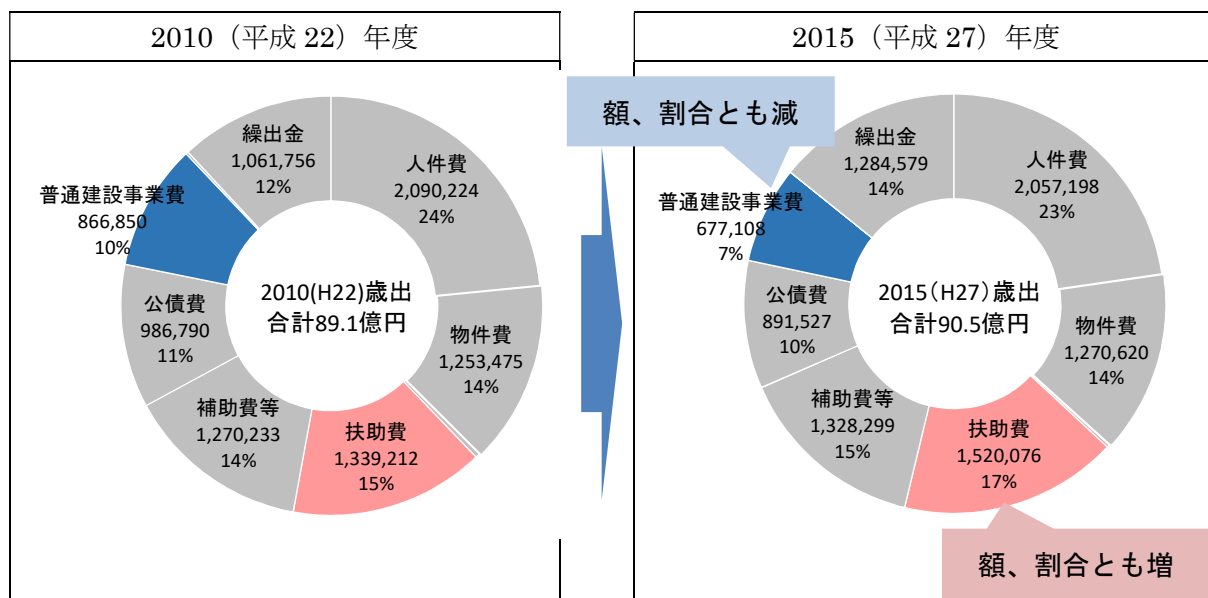 2010（平成 22）年度
繰出金
1,061,756
12%
人件費
2,090,224
24%
普通建設事業費
866,850
10%
2010(H22)歳出
合計89.1億円
公債費
986,790
11%
物件費
1,253,475
14%
補助費等
1,270,233
14%
扶助費
1,339,212
15%
2015（平成 27）年度
額、割合とも減
繰出金
1,284,579
14%
人件費
2,057,198
23%
普通建設事業費
677,108
7%
2015（H27）歳出
合計90.5億円
公債費
891,527
10%
物件費
1,270,620
14%
補助費等
1,328,299
15%
扶助費
1,520,076
17%
額、割合とも増